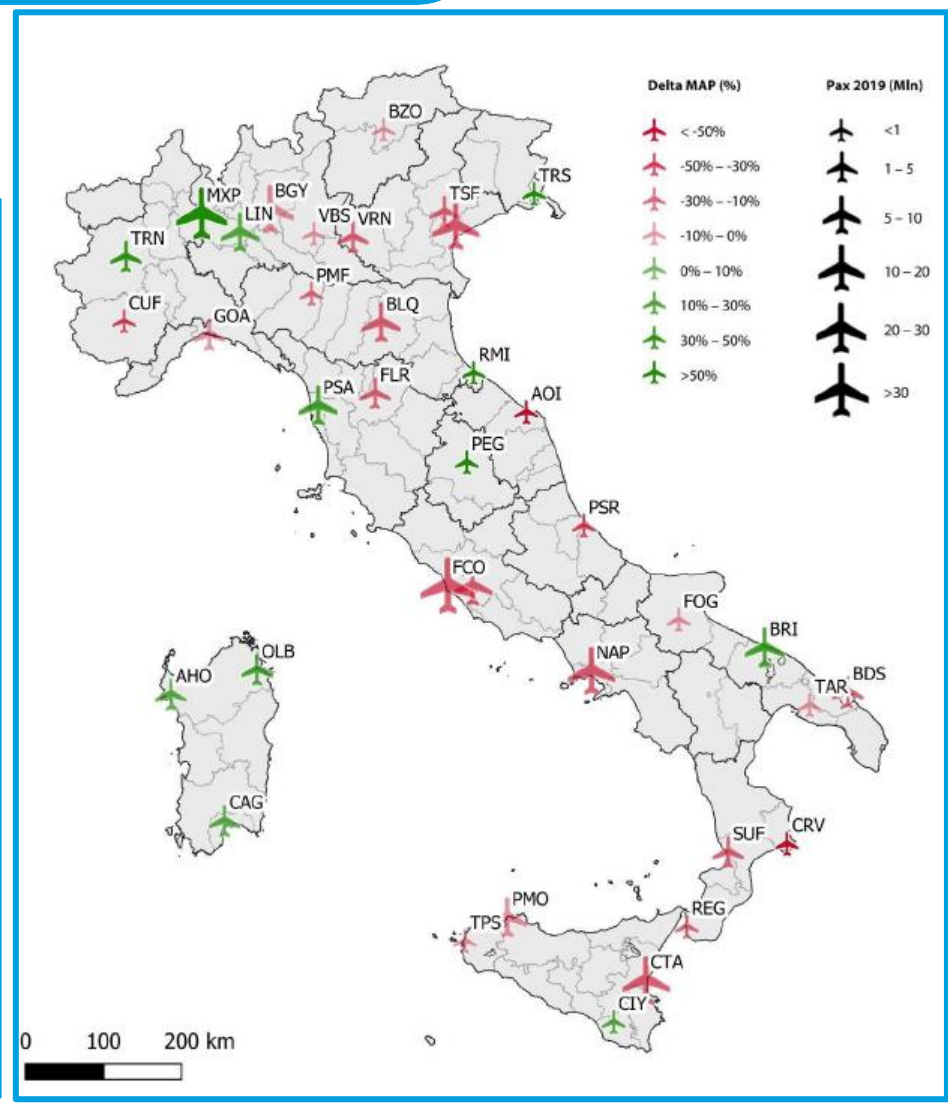 Delta MAP (%)
Pax 2019 (Mln)
< -50%
<1
-50% – -30%
1 – 5
-30% – -10%
5 – 10
-10% – 0%
10 – 20
0% – 10%
20 – 30
10% – 30%
>30
30% – 50%
>50%
BZO
TRS
MXP
BGY
TSF
LIN
VBS
VRN
TRN
PMF
CUF
GOA
BLQ
RMI
FLR
PSA
AOI
PEG
PSR
FCO
FOG
BRI
NAP
OLB
AHO
BDS
TAR
CAG
CRV
SUF
PMO
REG
TPS
CTA
CIY
0 100 200 km